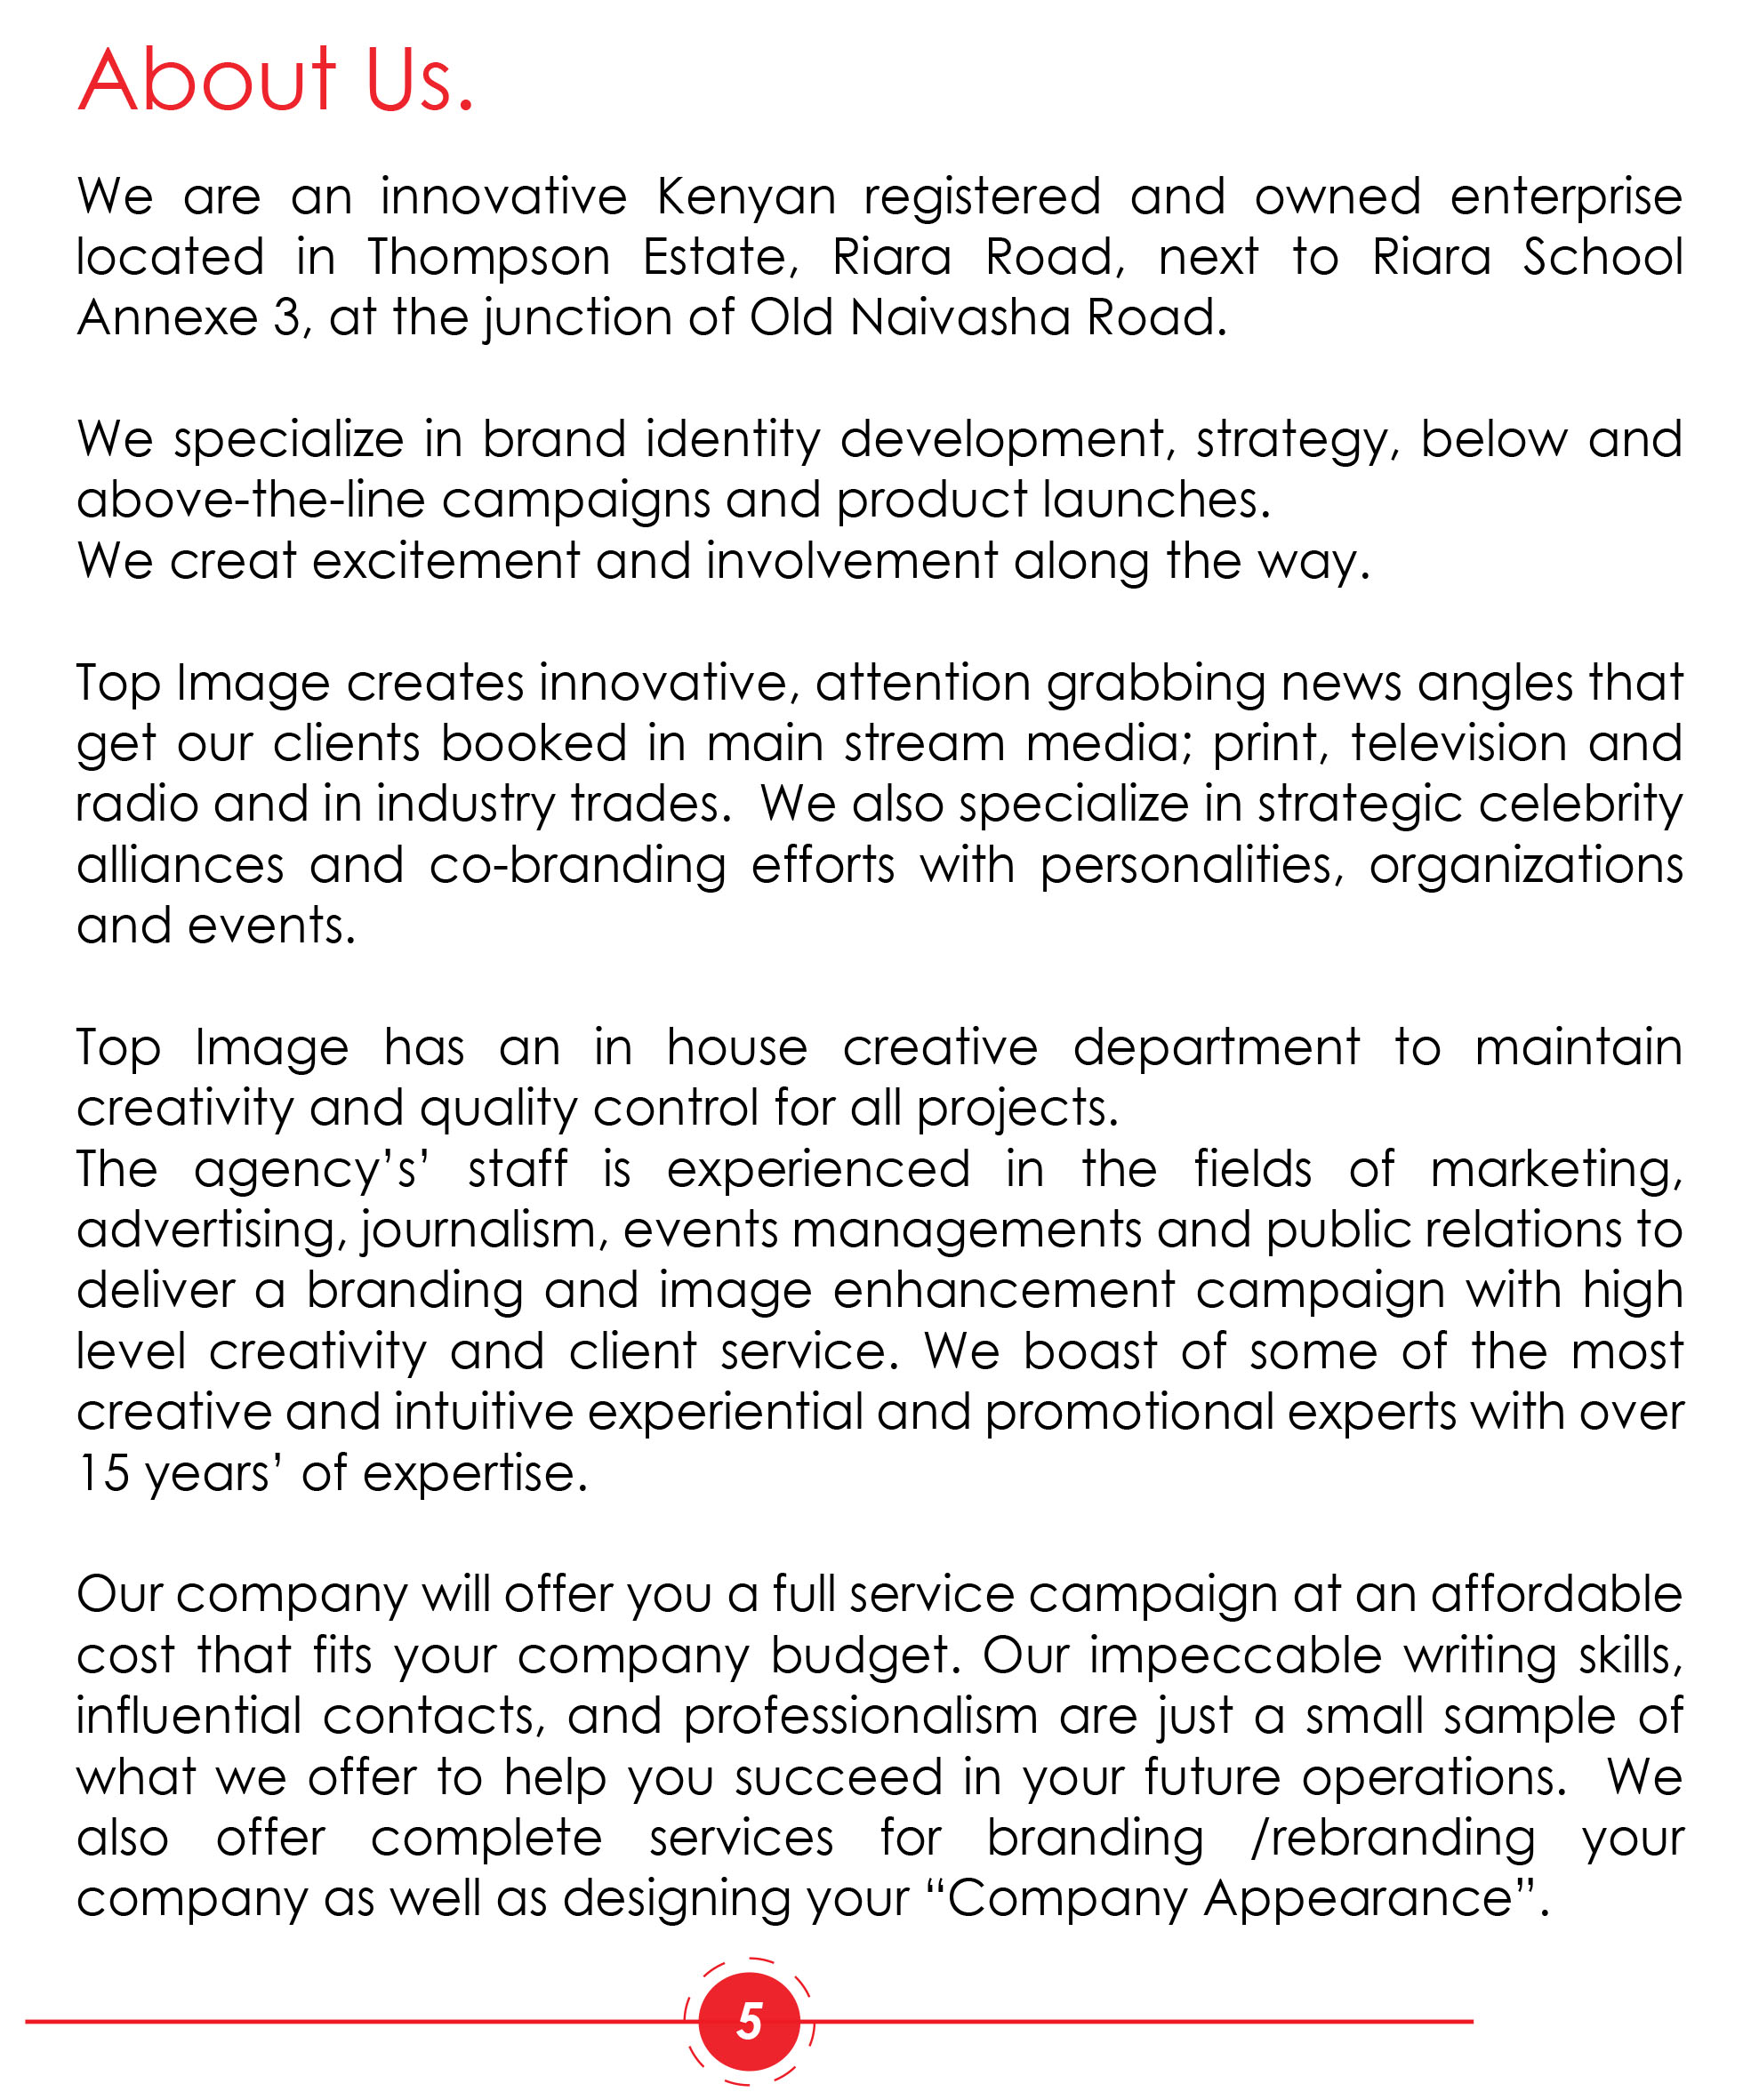 About Us.
We are an innovative Kenyan registered and owned enterprise
located in Thompson Estate, Riara Road, next to Riara School
Annexe 3, at the junction of Old Naivasha Road.
We specialize in brand identity development, strategy, below and
above-the-line campaigns and product launches.
We creat excitement and involvement along the way.
Top Image creates innovative, attention grabbing news angles that
get our clients booked in main stream media; print, television and
radio and in industry trades.  We also specialize in strategic celebrity
alliances and co-branding efforts with personalities, organizations
and events.
Top Image has an in house creative department to maintain
creativity and quality control for all projects.
The agency’s’ staff is experienced in the fields of marketing,
advertising, journalism, events managements and public relations to
deliver a branding and image enhancement campaign with high
level creativity and client service. We boast of some of the most
creative and intuitive experiential and promotional experts with over
15 years’ of expertise.
Our company will offer you a full service campaign at an affordable
cost that fits your company budget. Our impeccable writing skills,
influential contacts, and professionalism are just a small sample of
what we offer to help you succeed in your future operations.  We
also offer complete services for branding /rebranding your
company as well as designing your “Company Appearance”.
5